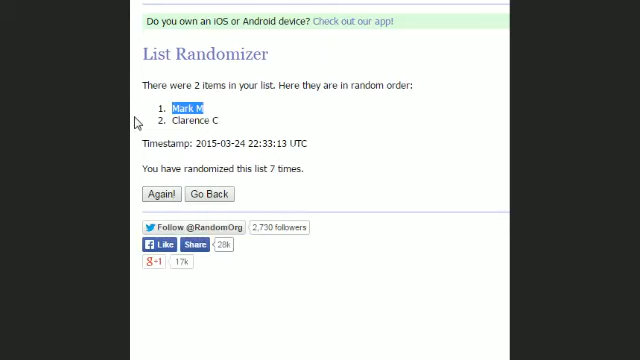 Do you own an iOS or Android device? Check out our app!
List Randomizer
There were 2 items in your list. Here they are in random order:
1. Mark M
2. Clarence C
Timestamp: 2015-03-24 22:33:13 UTC
You have randomized this list 7 times.
Again! Go Back
Follow @RandomOrg 2,730 followers
Like Share 28k
g+1 17k